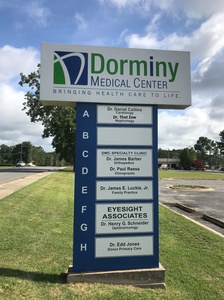 Dorminy
MEDICAL CENTER
BRINGING HEALTH CARE TO LIFE.
A
Dr. Darrell Collins
Cardiology
Dr. Thet Zaw
Nephrology
B
C
DMC SPECIALTY CLINIC
Dr. James Barber
Orthopedics
D
Dr. Paul Reese
Chiropractic
E
Dr. James E. Luckie, Jr.
Family Practice
F
EYESIGHT
ASSOCIATES
G
Dr. Henry G. Schneider
Ophthalmology
H
Dr. Edd Jones
Direct Primary Care